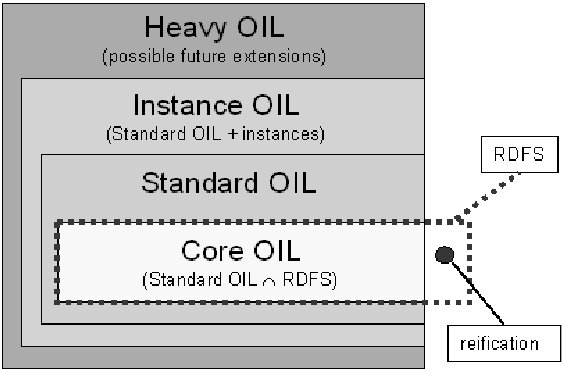 Heavy OIL
(possible future extensions)
Instance OIL
(Standard OIL + instances)
RDFS
Standard OIL
Core OIL
(Standard OIL ∩ RDFS)
reification